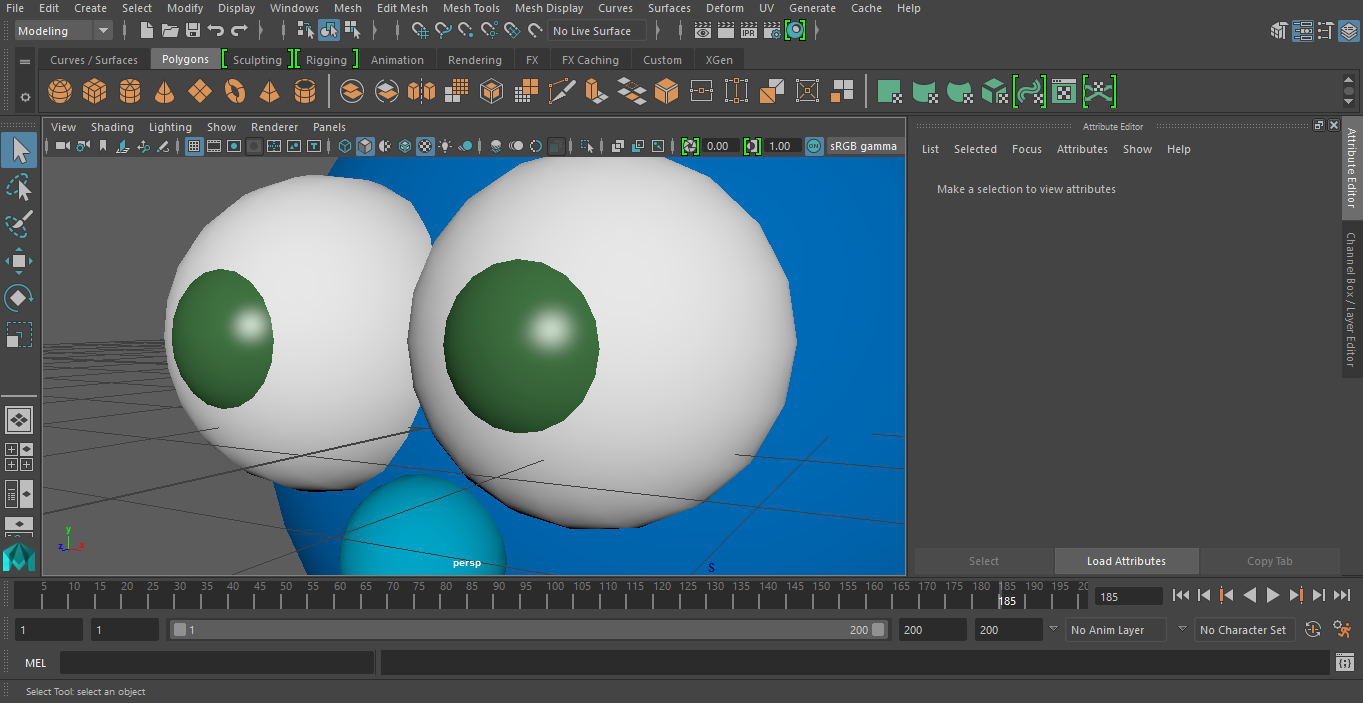 File Edit Create Select Modify Display Windows Mesh Edit Mesh Mesh Tools Mesh Display Curves Surfaces Deform UV Generate Cache Help
Modeling No Live Surface
IPR
Curves / Surfaces Polygons Sculpting Rigging Animation Rendering FX FX Caching Custom XGen
View Shading Lighting Show Renderer Panels
0.00 1.00 ON sRGB gamma
Attribute Editor
List Selected Focus Attributes Show Help
Make a selection to view attributes
Attribute Editor
Channel Box / Layer Editor
y
z x
persp
S
Select Load Attributes Copy Tab
5 10 15 20 25 30 35 40 45 50 55 60 65 70 75 80 85 90 95 100 105 110 115 120 125 130 135 140 145 150 155 160 165 170 175 180 185 190 195 20
185 185
1 1 1 200 200 200 No Anim Layer No Character Set
MEL
Select Tool: select an object